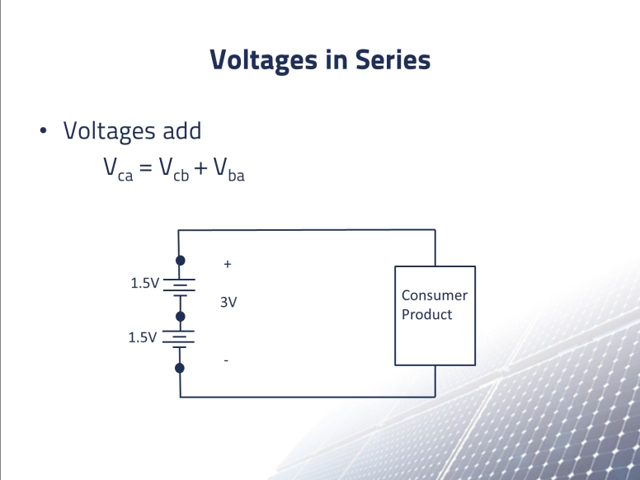 Voltages in Series
• Voltages add
V_ca = V_cb + V_ba
+
1.5V
3V
1.5V
-
Consumer
Product